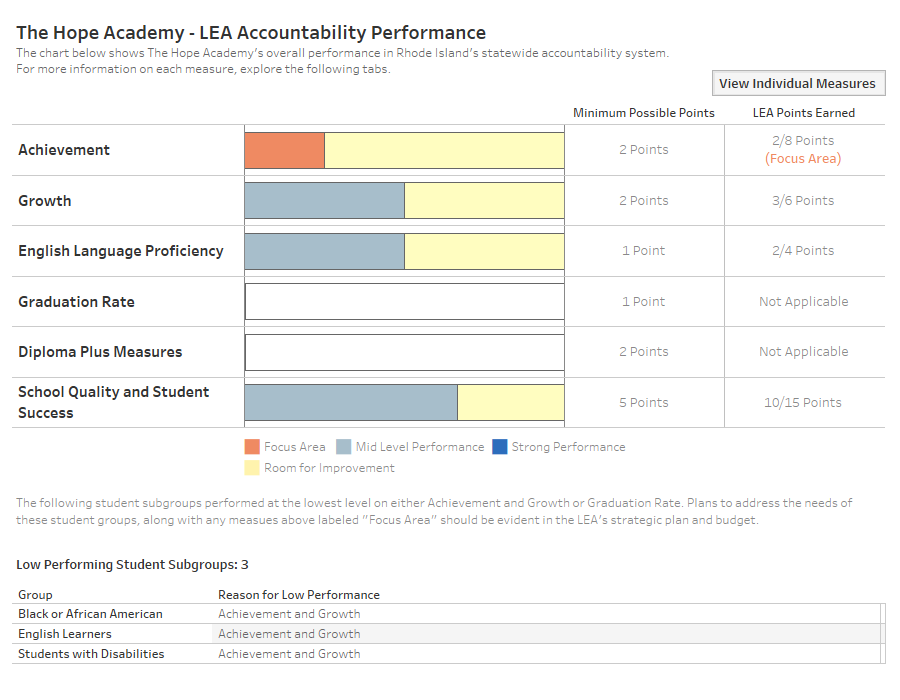 The Hope Academy - LEA Accountability Performance
The chart below shows The Hope Academy's overall performance in Rhode Island's statewide accountability system.
For more information on each measure, explore the following tabs.
View Individual Measures
Minimum Possible Points LEA Points Earned
Achievement 2 Points 2/8 Points
(Focus Area)
Growth 2 Points 3/6 Points
English Language Proficiency 1 Point 2/4 Points
Graduation Rate 1 Point Not Applicable
Diploma Plus Measures 2 Points Not Applicable
School Quality and Student
Success 5 Points 10/15 Points
Focus Area Mid Level Performance Strong Performance
Room for Improvement
The following student subgroups performed at the lowest level on either Achievement and Growth or Graduation Rate. Plans to address the needs of
these student groups, along with any measues above labeled "Focus Area" should be evident in the LEA's strategic plan and budget.
Low Performing Student Subgroups: 3
Group Reason for Low Performance
Black or African American Achievement and Growth
English Learners Achievement and Growth
Students with Disabilities Achievement and Growth